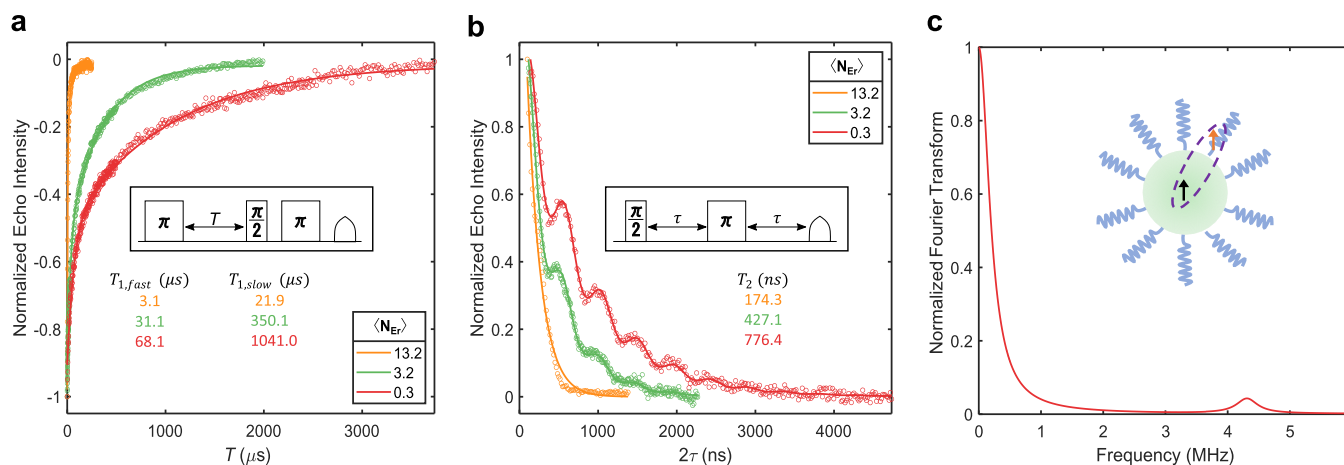 a
Normalized Echo Intensity
0
-0.2
-0.4
-0.6
-0.8
-1
π
T
π
2
π
T1,fast (μs) T1,slow (μs)
3.1 21.9
31.1 350.1
68.1 1041.0
⟨NEr⟩
13.2
3.2
0.3
0 1000 2000 3000
T (μs)
b
Normalized Echo Intensity
1
0.8
0.6
0.4
0.2
0
⟨NEr⟩
13.2
3.2
0.3
π
2
τ
π
τ
T2 (ns)
174.3
427.1
776.4
0 1000 2000 3000 4000
2τ (ns)
c
Normalized Fourier Transform
1
0.8
0.6
0.4
0.2
0
0 1 2 3 4 5
Frequency (MHz)